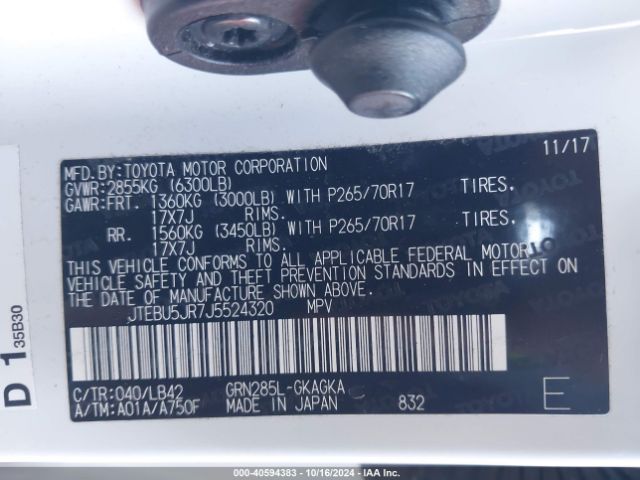 MFD.BY:TOYOTA MOTOR CORPORATION 11/17
GVWR:2855KG (6300LB)
GAWR:FRT. 1360KG (3000LB) WITH P265/70R17 TIRES.
17X7J RIMS.
RR. 1560KG (3450LB) WITH P265/70R17 TIRES.
17X7J RIMS.
THIS VEHICLE CONFORMS TO ALL APPLICABLE FEDERAL MOTOR
VEHICLE SAFETY AND THEFT PREVENTION STANDARDS IN EFFECT ON
THE DATE OF MANUFACTURE SHOWN ABOVE.
JTEBU5JR7J5524320 MPV
C/TR:040/LB42 GRN285L-GKAGKA
A/TM:A01A/A750F MADE IN JAPAN 832 E
D 1 35B30
000-40594383 - 10/16/2024 - IAA Inc.